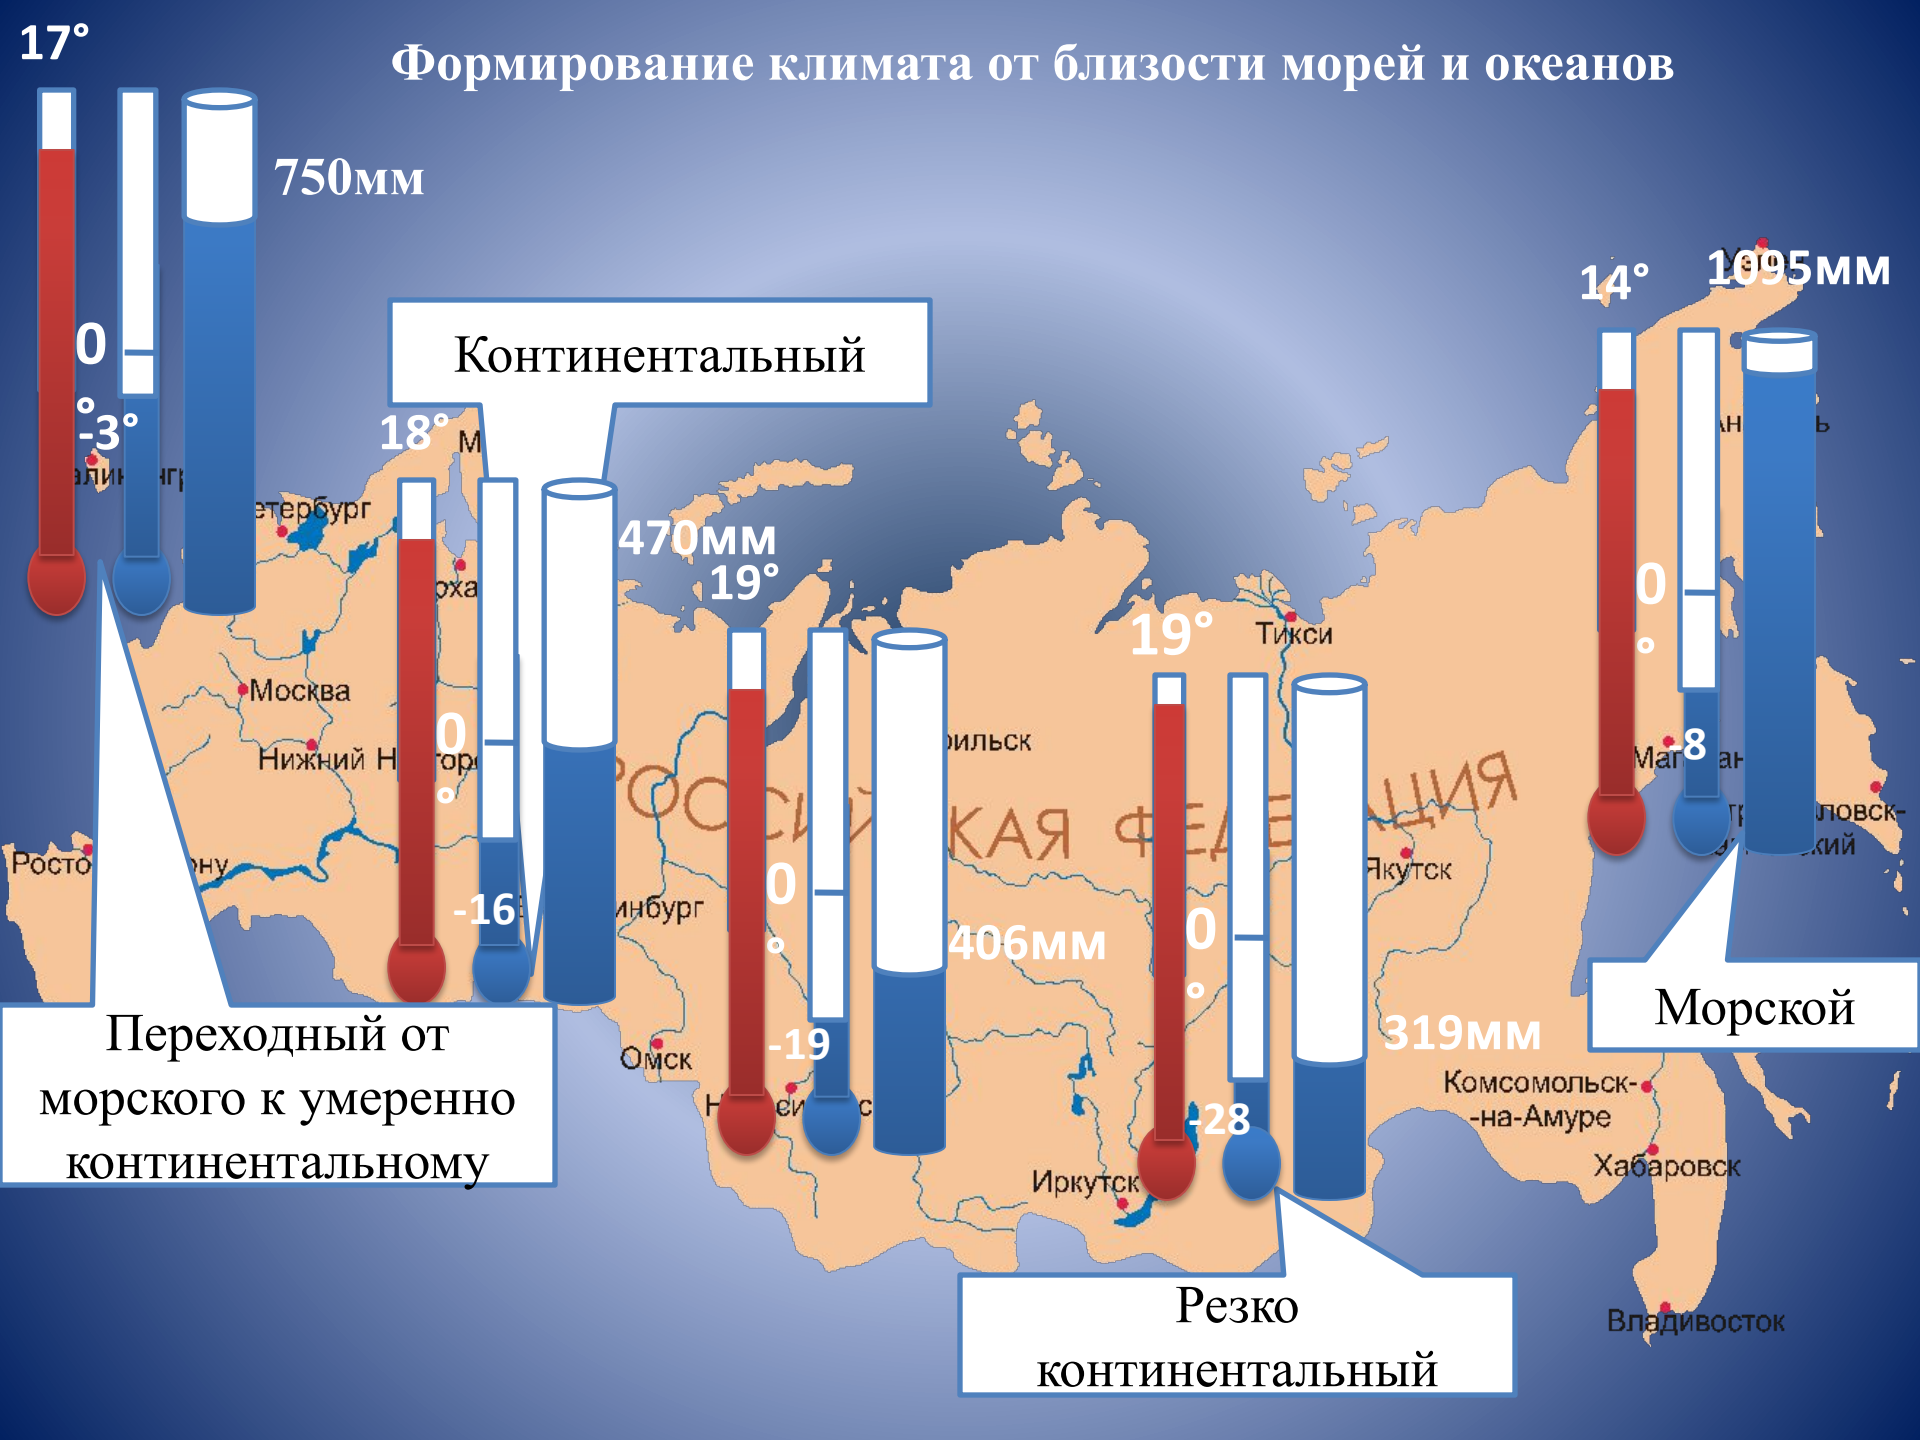 17°
Формирование климата от близости морей и океанов
750мм
0
°
-3°
Континентальный
14°
1095мм
18°
470мм
19°
19°
Тикси
0
°
Москва
0
°
-8
Нижний
РОССИЙСКАЯ ФЕДЕРАЦИЯ
Якутск
0
°
-16
406мм
0
°
Морской
Переходный от
морского к умеренно
континентальному
-19
319мм
Омск
Комсомольск-
-на-Амуре
-28
Хабаровск
Иркутск
Резко
континентальный
Владивосток